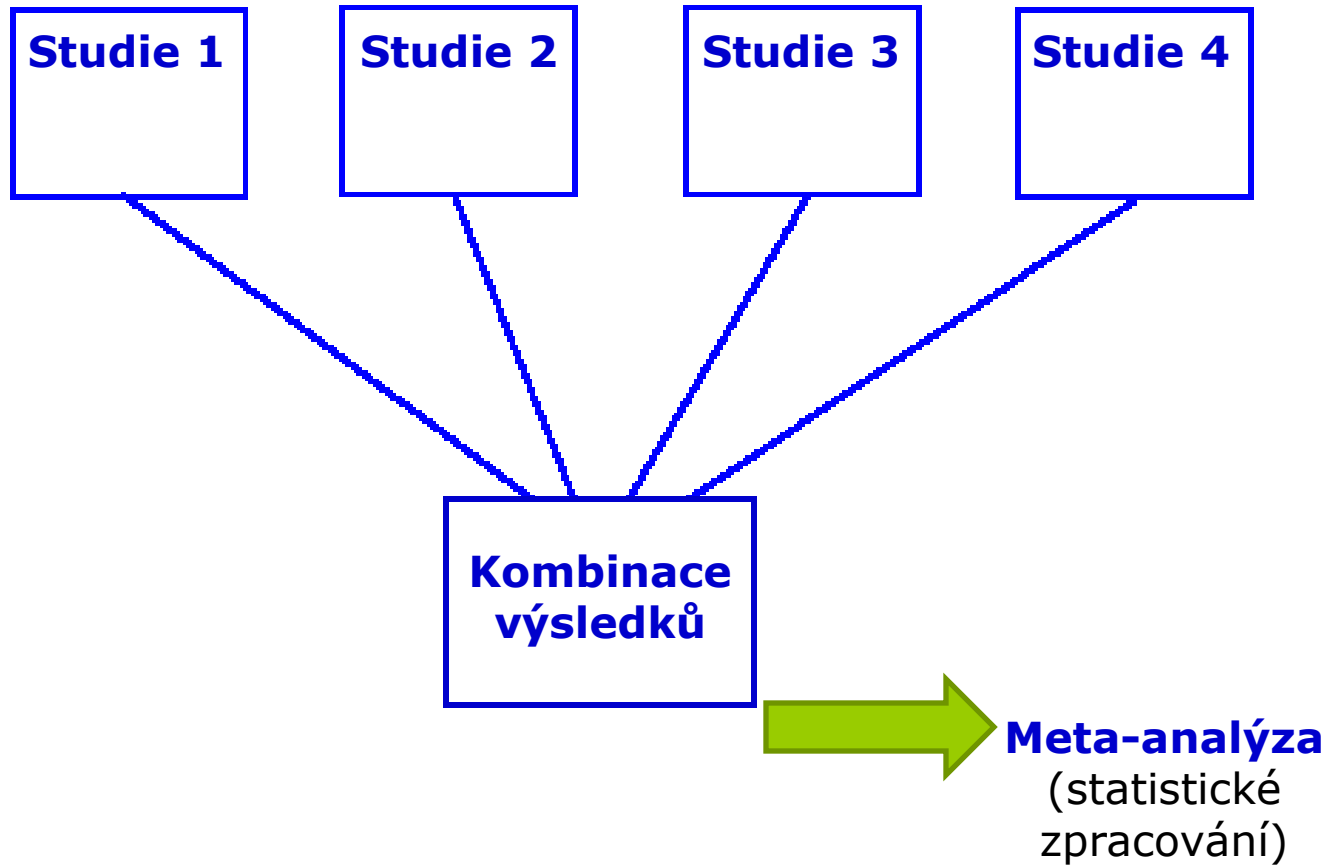 Studie 1
Studie 2
Studie 3
Studie 4
Kombinace
výsledků
Meta-analýza
(statistické
zpracování)